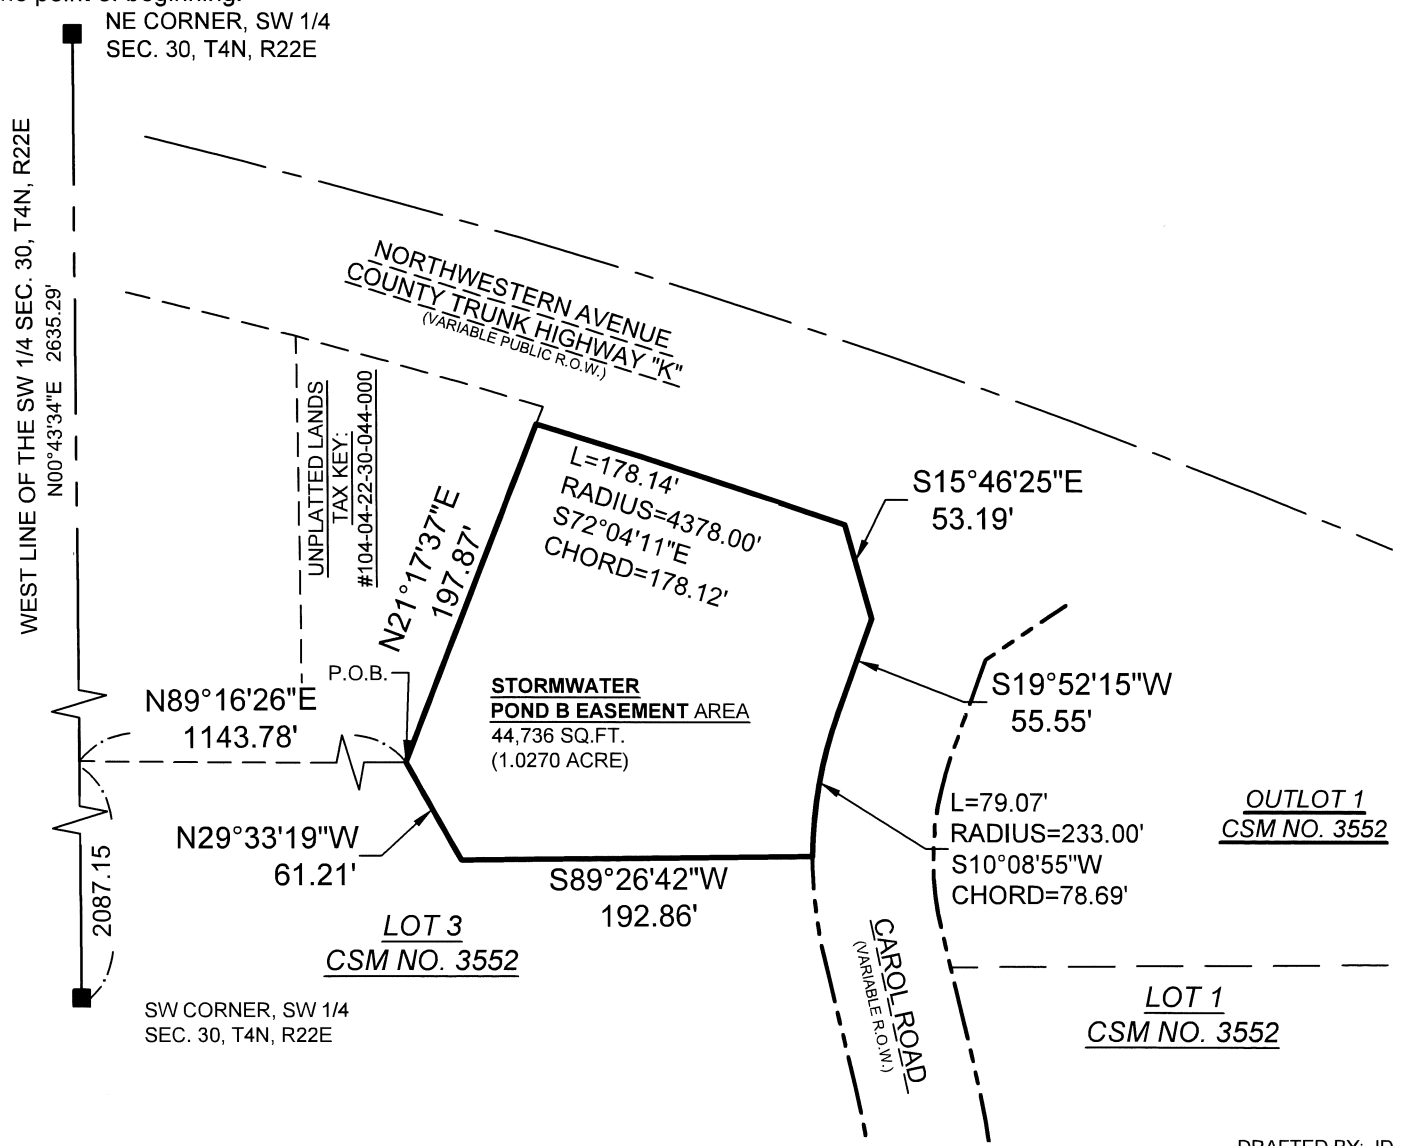 the point of beginning.
NE CORNER, SW 1/4
SEC. 30, T4N, R22E
WEST LINE OF THE SW 1/4 SEC. 30, T4N, R22E
N00°43'34"E 2635.29'
NORTHWESTERN AVENUE
COUNTY TRUNK HIGHWAY "K"
(VARIABLE PUBLIC R.O.W.)
UNPLATTED LANDS
TAX KEY:
#104-04-22-30-044-000
L=178.14'
RADIUS=4378.00'
S72°04'11"E
CHORD=178.12'
S15°46'25"E
53.19'
N21°17'37"E
197.87'
P.O.B.
N89°16'26"E
1143.78'
STORMWATER
POND B EASEMENT AREA
44,736 SQ.FT.
(1.0270 ACRE)
S19°52'15"W
55.55'
L=79.07'
RADIUS=233.00'
S10°08'55"W
CHORD=78.69'
OUTLOT 1
CSM NO. 3552
N29°33'19"W
61.21'
S89°26'42"W
192.86'
2087.15
LOT 3
CSM NO. 3552
CAROL ROAD
(VARIABLE R.O.W.)
LOT 1
CSM NO. 3552
SW CORNER, SW 1/4
SEC. 30, T4N, R22E
DRAFTED BY: JD